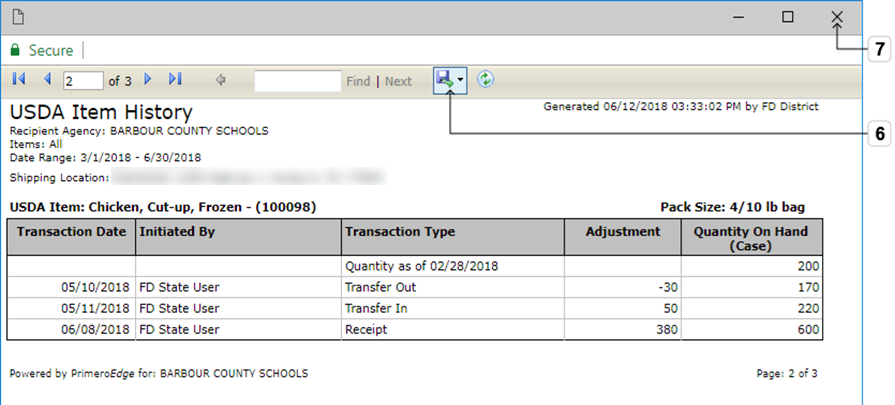 7
Secure
2 of 3 Find | Next
6
USDA Item History
Generated 06/12/2018 03:33:02 PM by FD District
Recipient Agency: BARBOUR COUNTY SCHOOLS
Items: All
Date Range: 3/1/2018 - 6/30/2018
Shipping Location:
USDA Item: Chicken, Cut-up, Frozen - (100098) Pack Size: 4/10 lb bag
Transaction Date Initiated By Transaction Type Adjustment Quantity On Hand
(Case)
Quantity as of 02/28/2018 200
05/10/2018 FD State User Transfer Out -30 170
05/11/2018 FD State User Transfer In 50 220
06/08/2018 FD State User Receipt 380 600
Powered by PrimeroEdge for: BARBOUR COUNTY SCHOOLS Page: 2 of 3